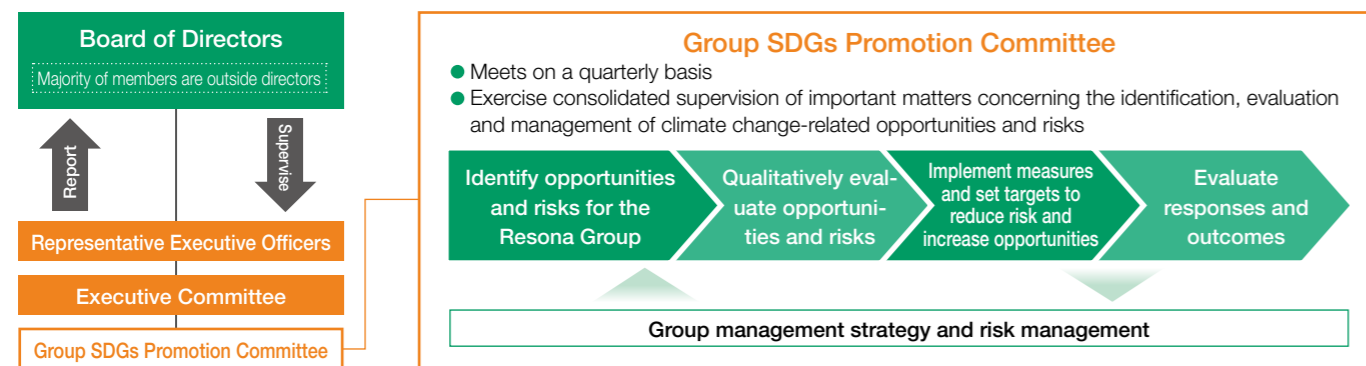 Board of Directors
Majority of members are outside directors
Report
Supervise
Representative Executive Officers
Executive Committee
Group SDGs Promotion Committee
Group SDGs Promotion Committee
● Meets on a quarterly basis
● Exercise consolidated supervision of important matters concerning the identification, evaluation
and management of climate change-related opportunities and risks
Identify opportunities
and risks for the
Resona Group
Qualitatively eval-
uate opportuni-
ties and risks
Implement measures
and set targets to
reduce risk and
increase opportunities
Evaluate
responses and
outcomes
Group management strategy and risk management